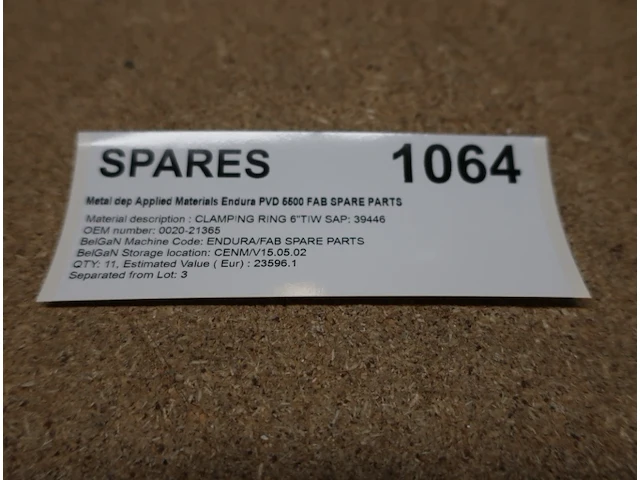 SPARES 1064
Metal dep Applied Materials Endura PVD 5500 FAB SPARE PARTS
Material description : CLAMPING RING 6"TIW SAP: 39446
OEM number: 0020-21365
BelGaN Machine Code: ENDURA/FAB SPARE PARTS
BelGaN Storage location: CENM/V15.05.02
QTY: 11, Estimated Value ( Eur) : 23596.1
Separated from Lot: 3